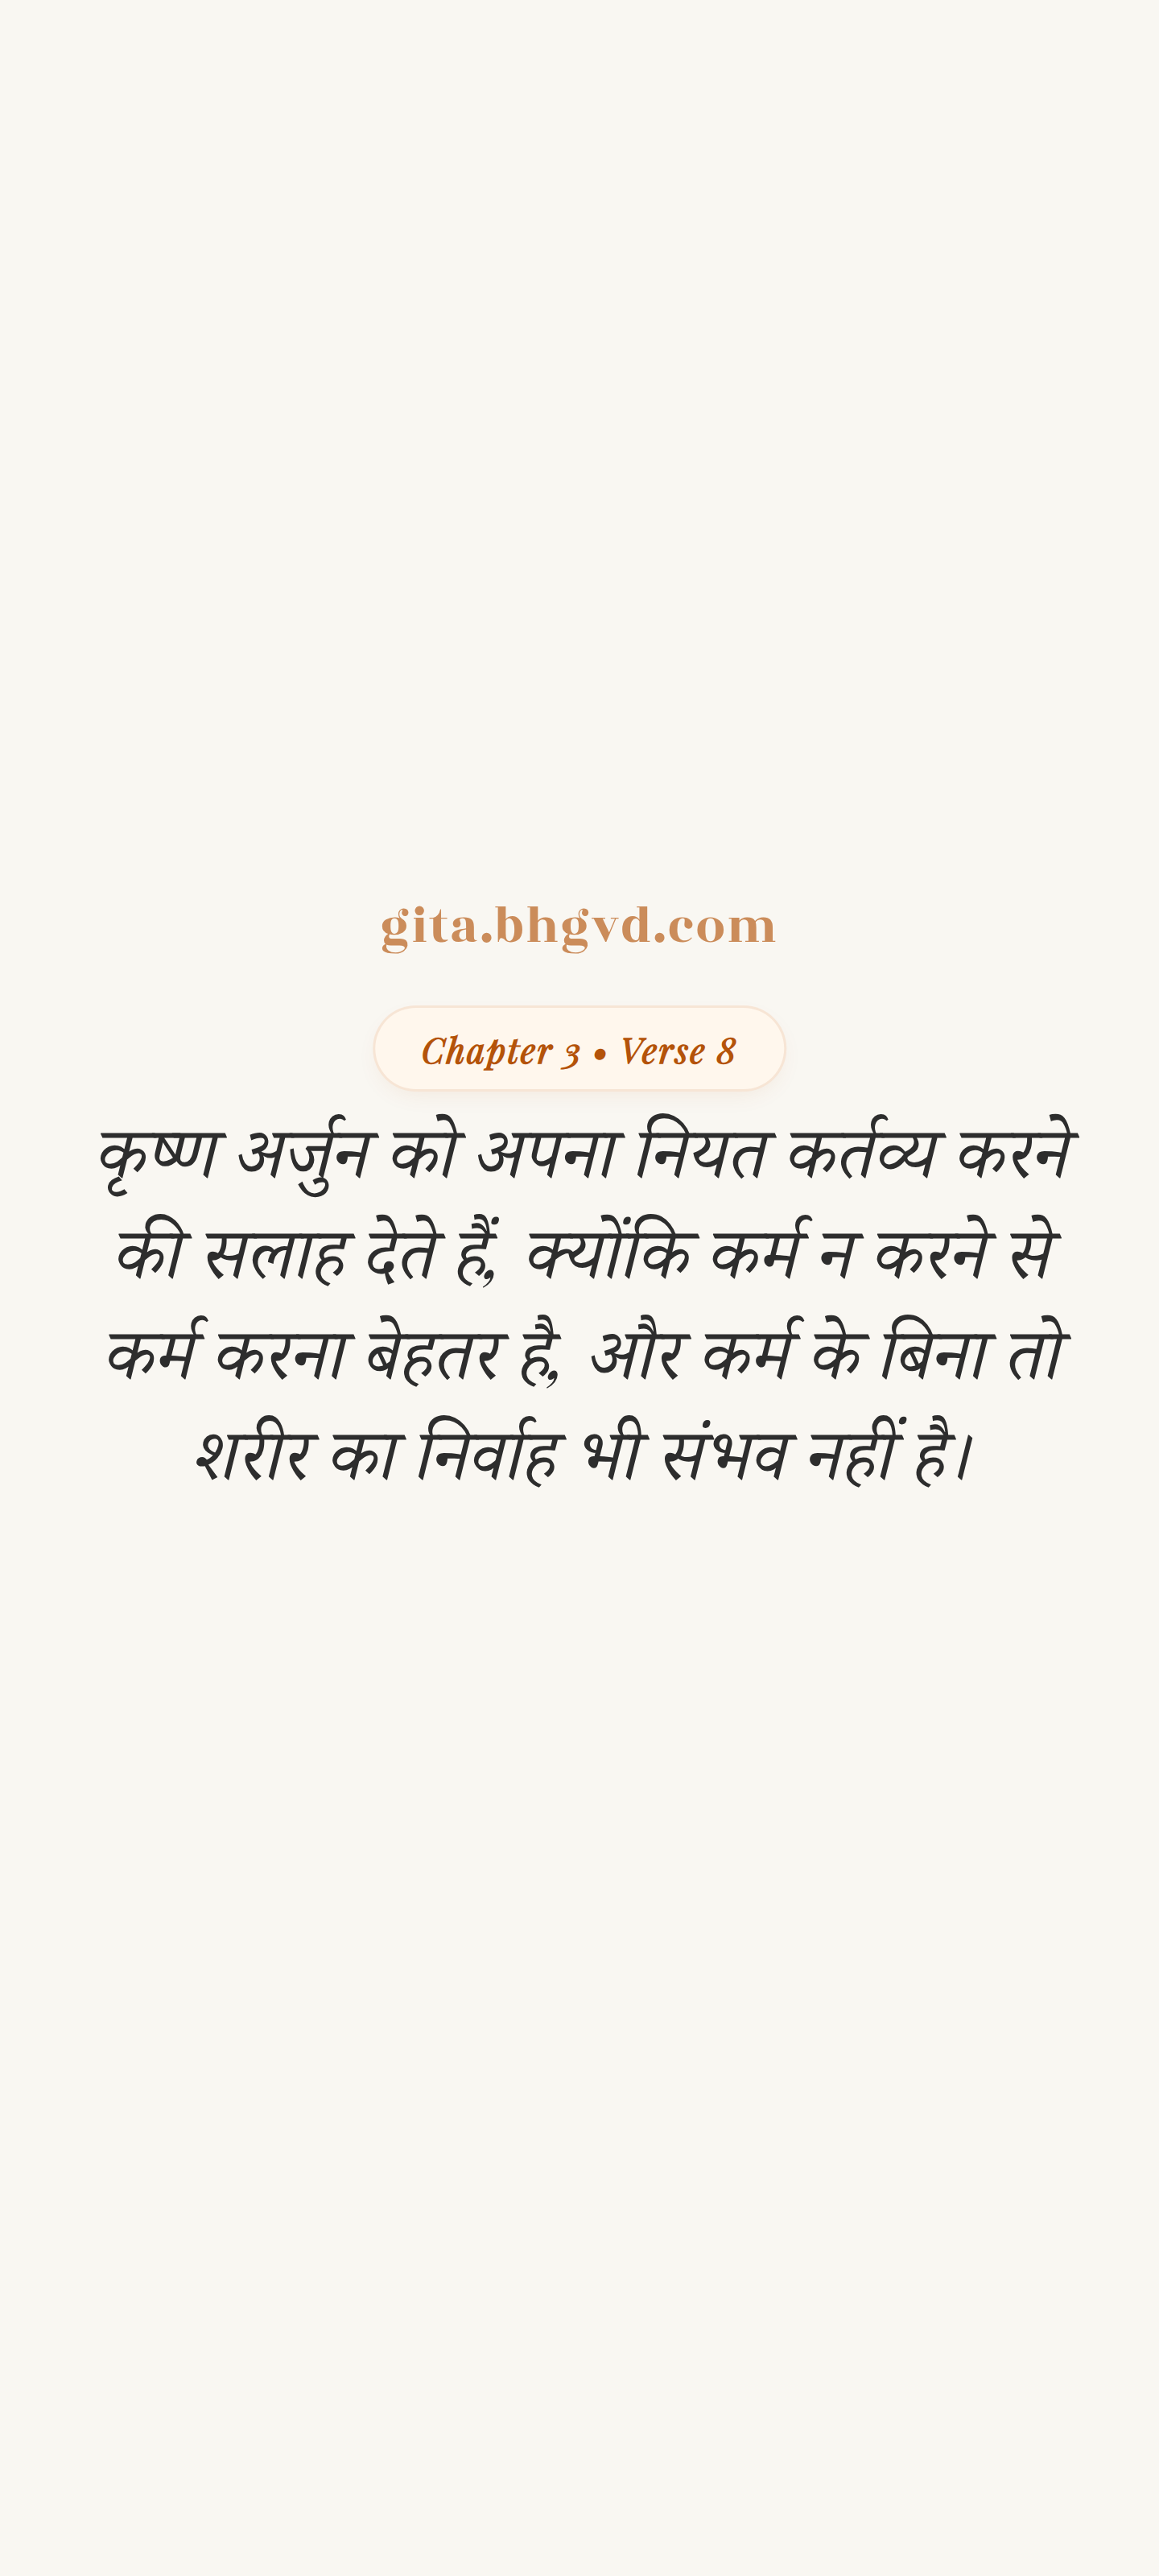 gita.bhgvd.com
Chapter 3 • Verse 8
कृष्ण अर्जुन को अपना नियत कर्तव्य करने
की सलाह देते हैं, क्योंकि कर्म न करने से
कर्म करना बेहतर है, और कर्म के बिना तो
शरीर का निर्वाह भी संभव नहीं है।